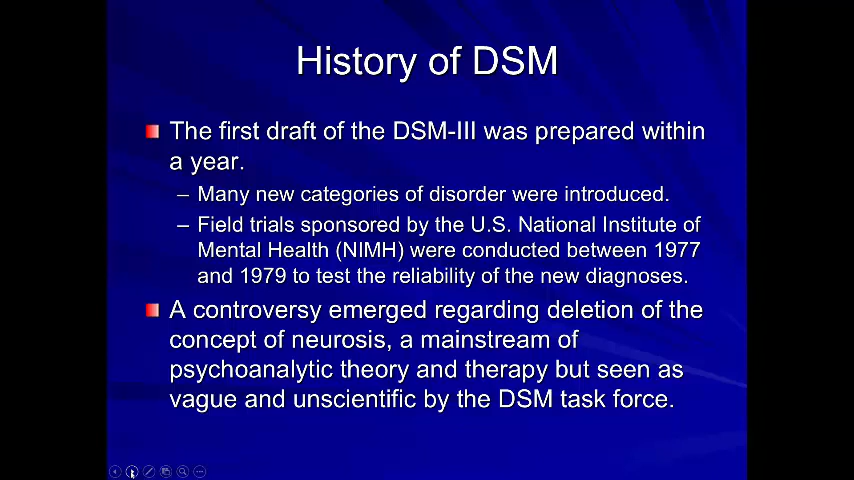 History of DSM
The first draft of the DSM-III was prepared within
a year.
– Many new categories of disorder were introduced.
– Field trials sponsored by the U.S. National Institute of
Mental Health (NIMH) were conducted between 1977
and 1979 to test the reliability of the new diagnoses.
A controversy emerged regarding deletion of the
concept of neurosis, a mainstream of
psychoanalytic theory and therapy but seen as
vague and unscientific by the DSM task force.